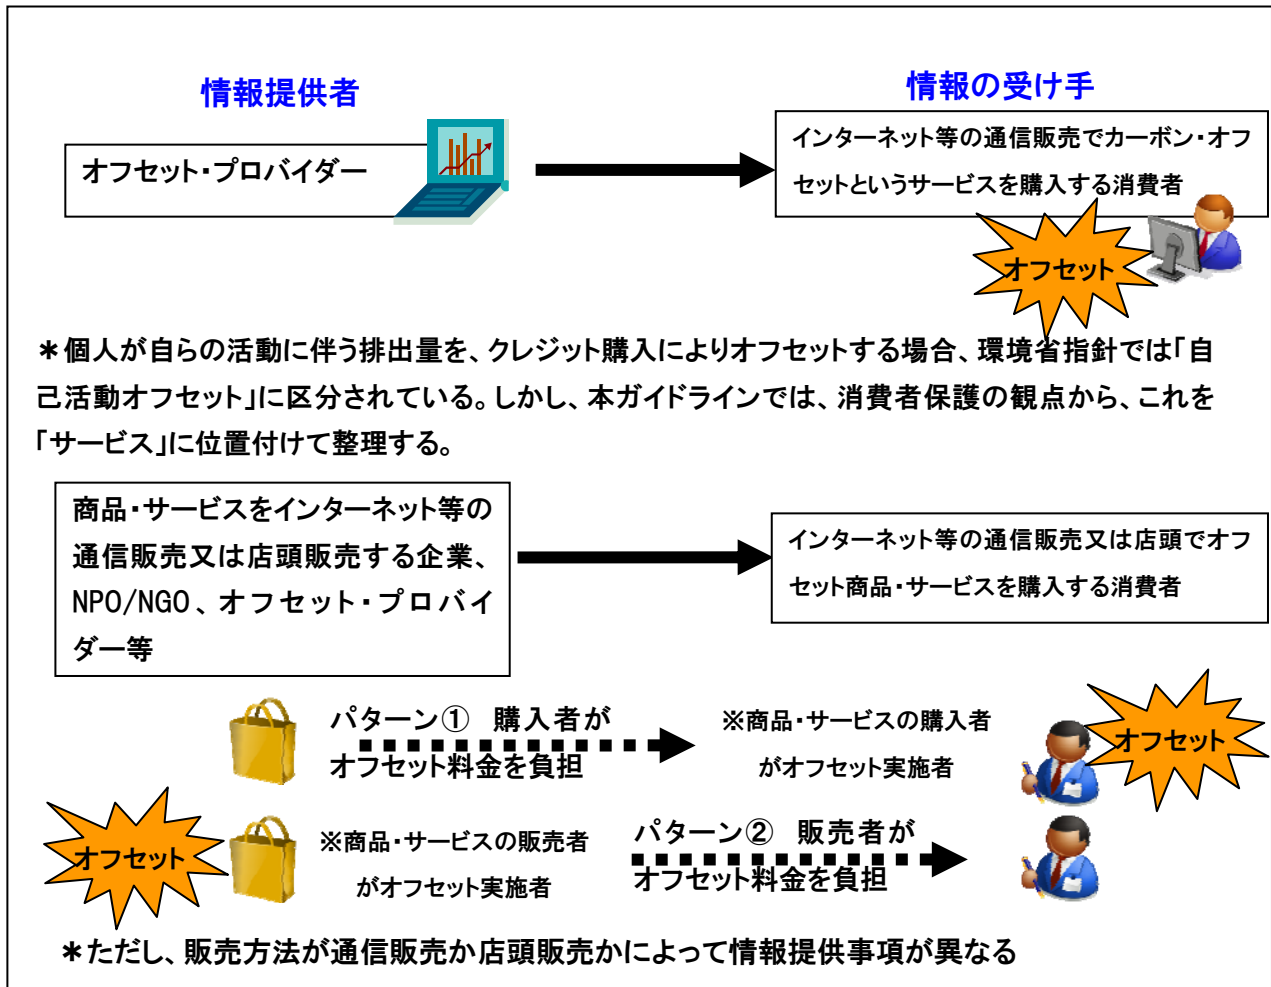 情報提供者
情報の受け手
オフセット・プロバイダー
インターネット等の通信販売でカーボン・オフ
セットというサービスを購入する消費者
オフセット
＊個人が自らの活動に伴う排出量を、クレジット購入によりオフセットする場合、環境省指針では「自
己活動オフセット」に区分されている。しかし、本ガイドラインでは、消費者保護の観点から、これを
「サービス」に位置付けて整理する。
商品・サービスをインターネット等の
通信販売又は店頭販売する企業、
NPO/NGO、オフセット・プロバイ
ダー等
インターネット等の通信販売又は店頭でオフ
セット商品・サービスを購入する消費者
パターン① 購入者が
オフセット料金を負担
※商品・サービスの購入者
がオフセット実施者
オフセット
オフセット
※商品・サービスの販売者
がオフセット実施者
パターン② 販売者が
オフセット料金を負担
＊ただし、販売方法が通信販売か店頭販売かによって情報提供事項が異なる